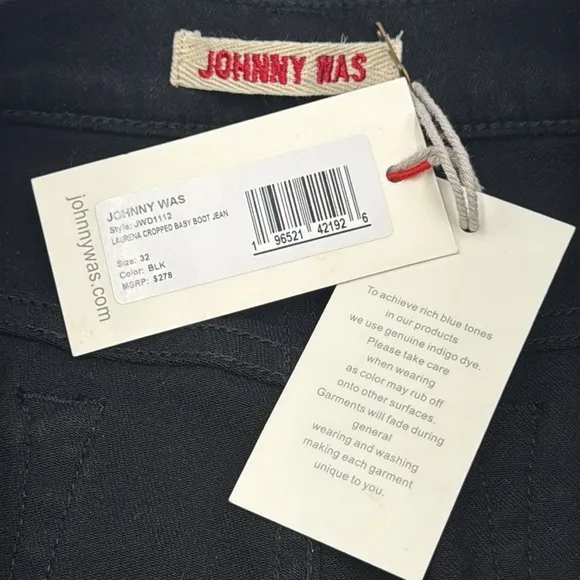 JOHNNY WAS
johnnywas.com
JOHNNY WAS
Style: JWD1112
LAURENA CROPPED BABY BOOT JEAN
Size: 32
Color: BLK
MSRP: $278
1 96521 42192 6
To achieve rich blue tones
in our products
we use genuine indigo dye.
Please take care
when wearing
as color may rub off
onto other surfaces.
Garments will fade during
general
wearing and washing
making each garment
unique to you.